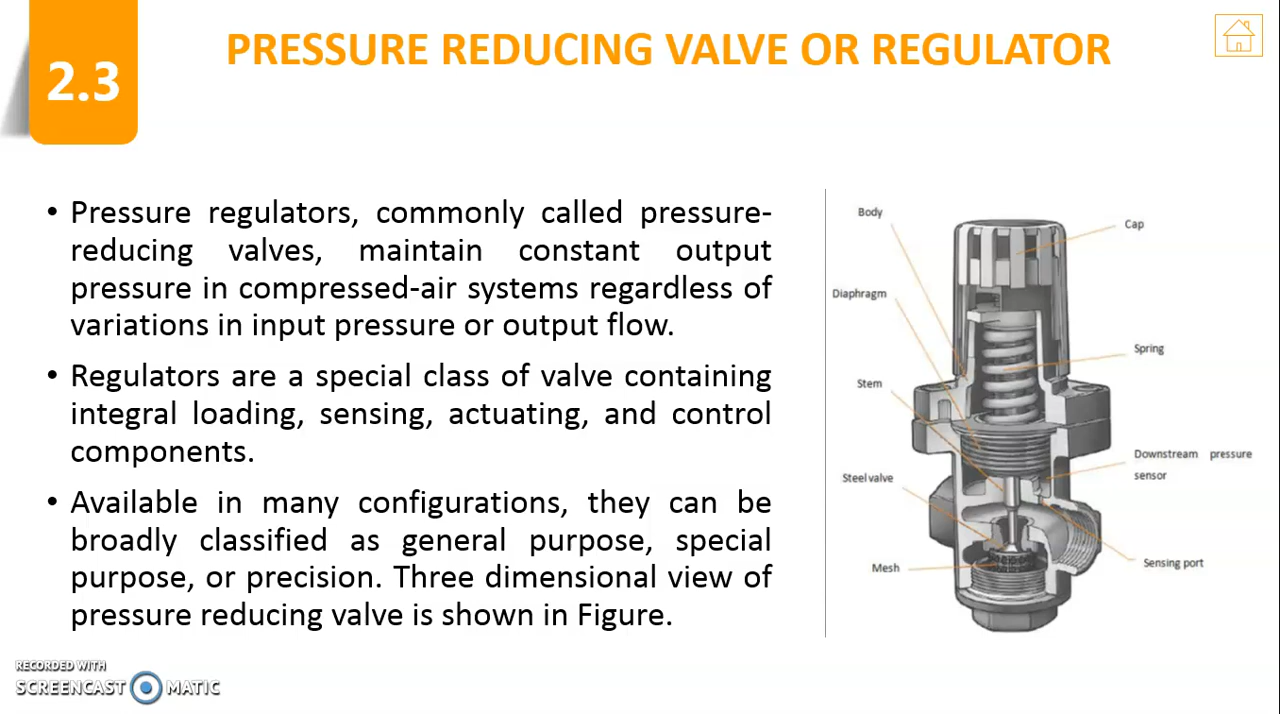 2.3
PRESSURE REDUCING VALVE OR REGULATOR
• Pressure regulators, commonly called pressure-
reducing valves, maintain constant output
pressure in compressed-air systems regardless of
variations in input pressure or output flow.
• Regulators are a special class of valve containing
integral loading, sensing, actuating, and control
components.
• Available in many configurations, they can be
broadly classified as general purpose, special
purpose, or precision. Three dimensional view of
pressure reducing valve is shown in Figure.
Body
Cap
Diaphragm
Spring
Stem
Downstream pressure
sensor
Steel valve
Mesh
Sensing port
RECORDED WITH
SCREENCAST MATIC